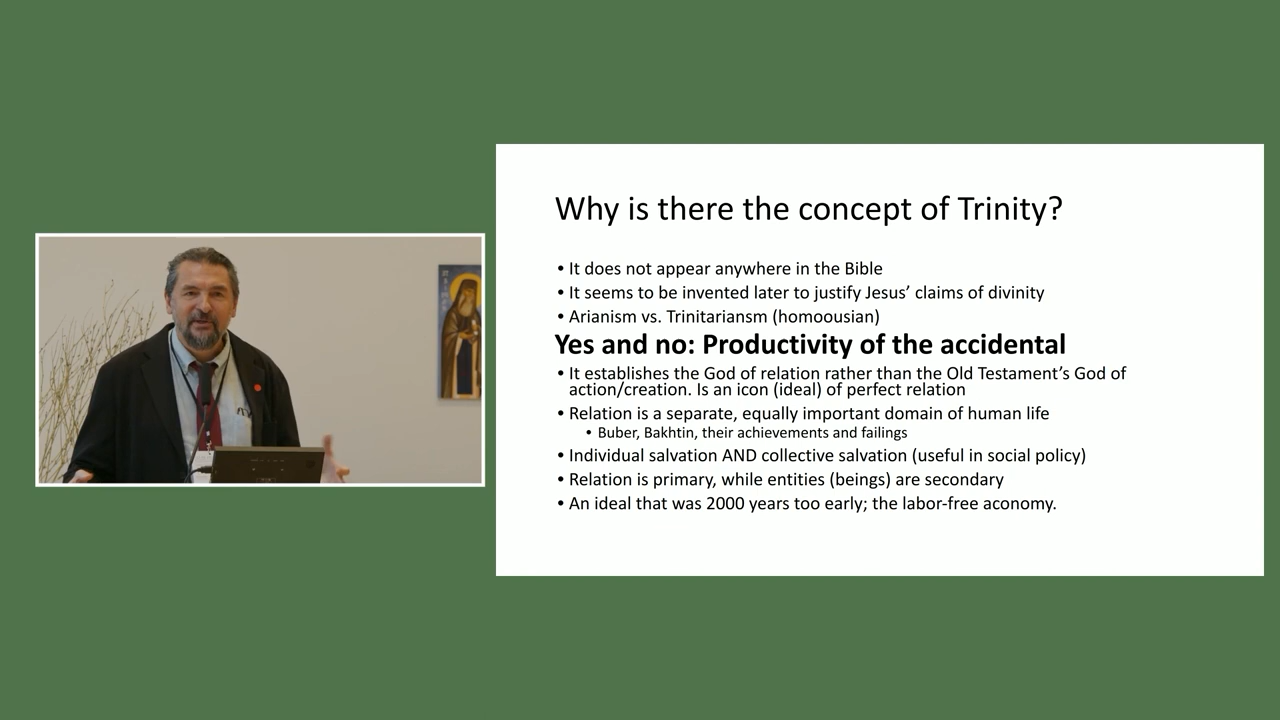 Why is there the concept of Trinity?
• It does not appear anywhere in the Bible
• It seems to be invented later to justify Jesus’ claims of divinity
• Arianism vs. Trinitariansm (homoousian)
Yes and no: Productivity of the accidental
• It establishes the God of relation rather than the Old Testament’s God of
action/creation. Is an icon (ideal) of perfect relation
• Relation is a separate, equally important domain of human life
• Buber, Bakhtin, their achievements and failings
• Individual salvation AND collective salvation (useful in social policy)
• Relation is primary, while entities (beings) are secondary
• An ideal that was 2000 years too early; the labor-free aconomy.